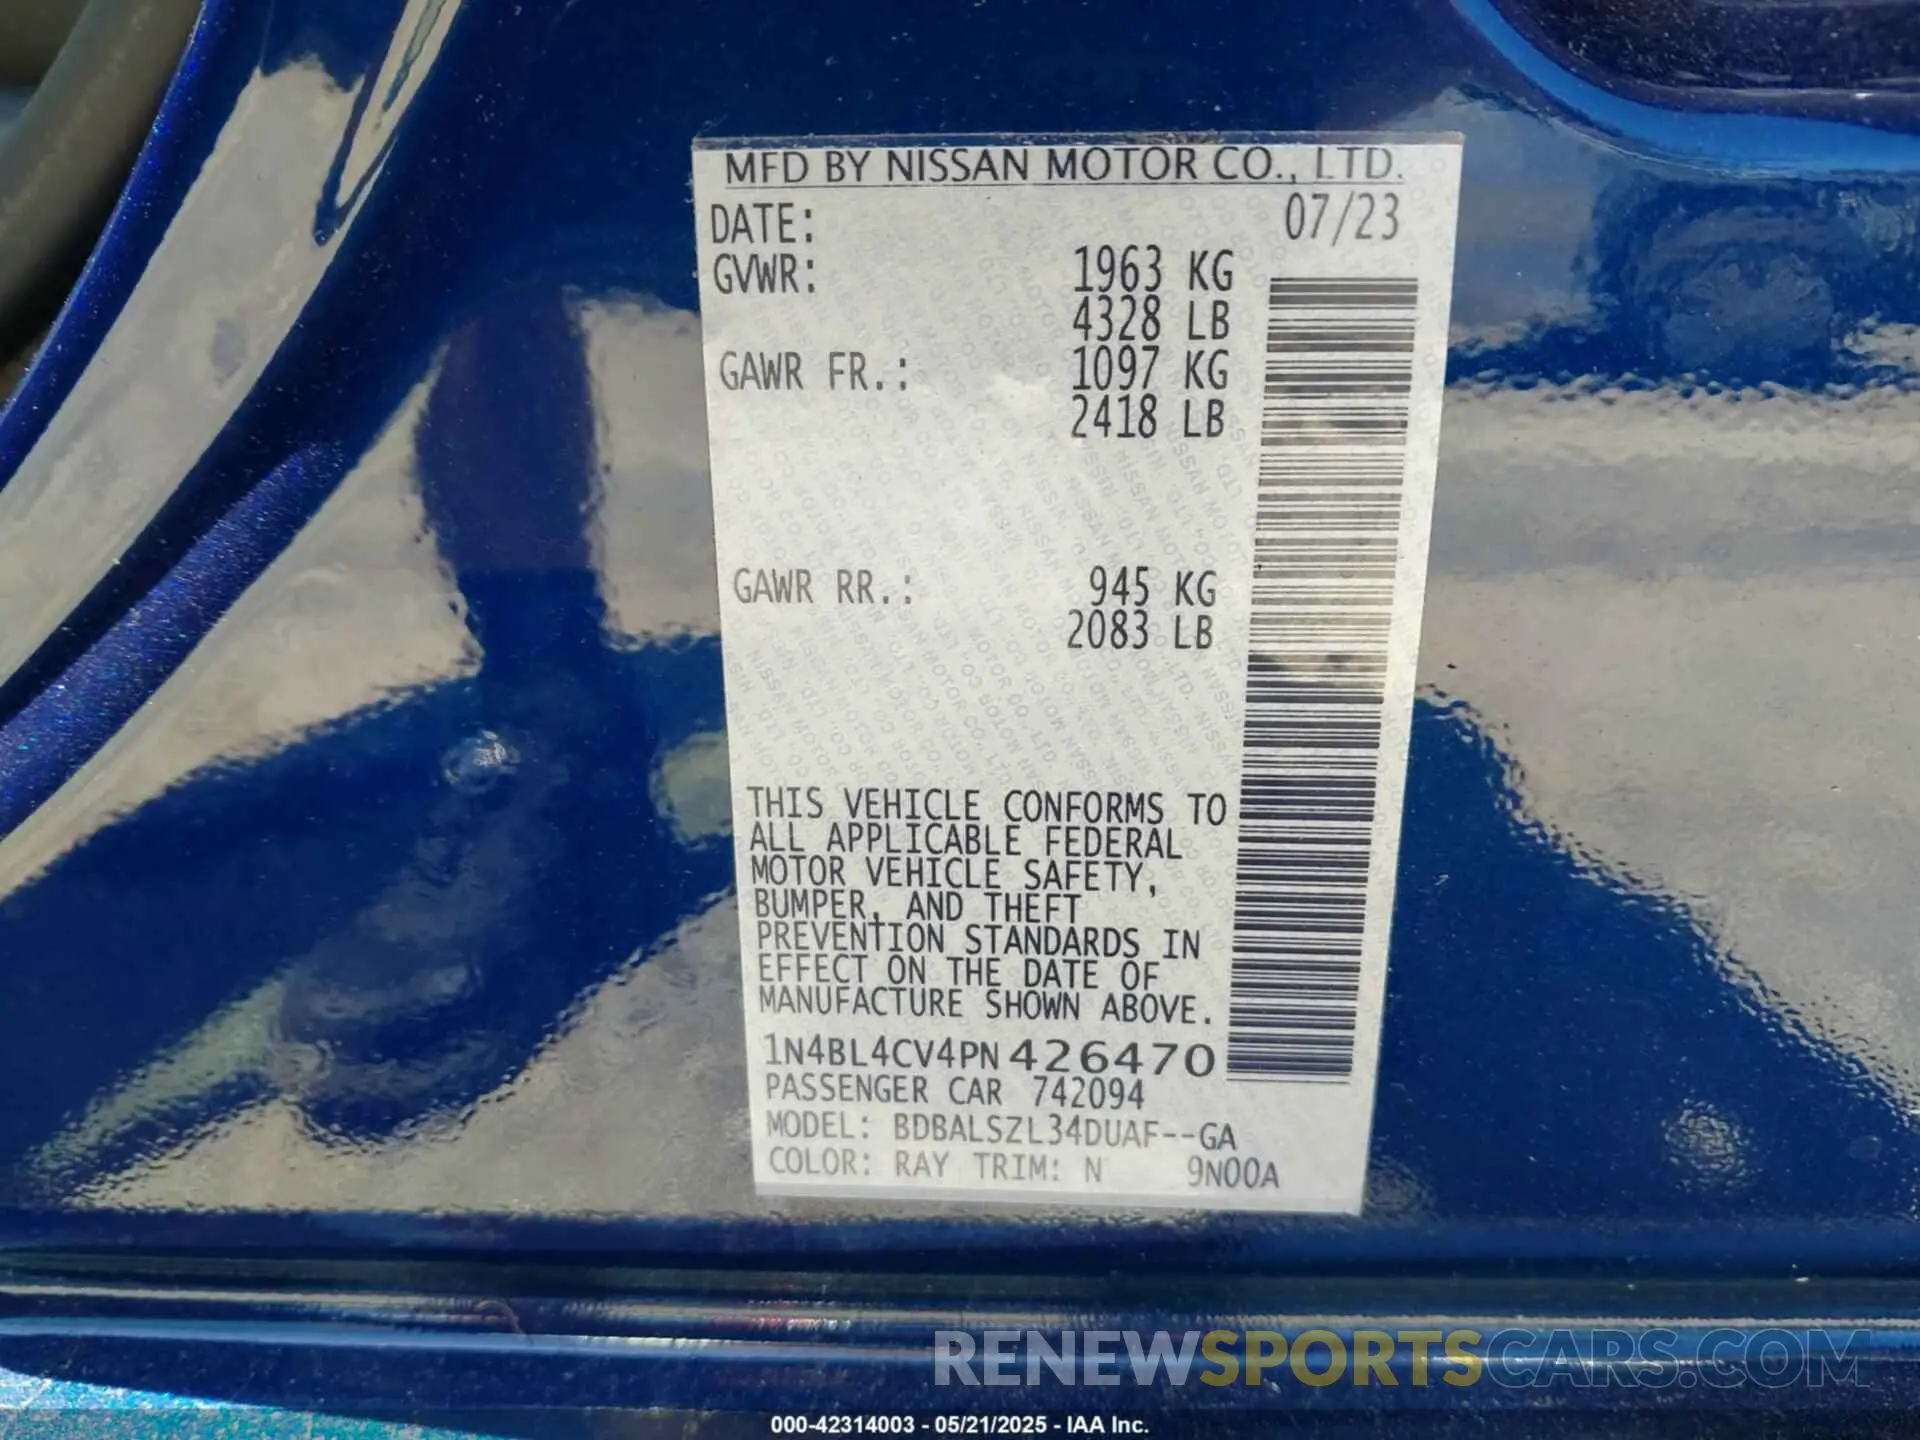 MFD BY NISSAN MOTOR CO., LTD.
DATE: 07/23
GVWR: 1963 KG
4328 LB
GAWR FR.: 1097 KG
2418 LB
GAWR RR.: 945 KG
2083 LB
THIS VEHICLE CONFORMS TO
ALL APPLICABLE FEDERAL
MOTOR VEHICLE SAFETY,
BUMPER, AND THEFT
PREVENTION STANDARDS IN
EFFECT ON THE DATE OF
MANUFACTURE SHOWN ABOVE.
1N4BL4CV4PN426470
PASSENGER CAR 742094
MODEL: BDBALSZL34DUAF--GA
COLOR: RAY TRIM: N 9N00A
RENEWSPORTSCARS.COM
000-42314003 - 05/21/2025 - IAA Inc.